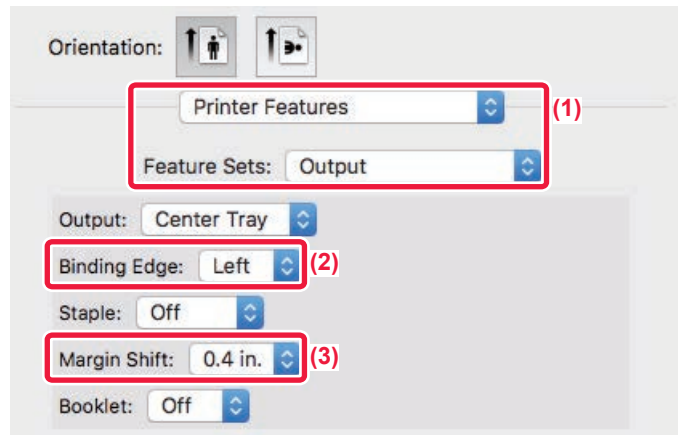 Orientation:
Printer Features
(1)
Feature Sets: Output
Output: Center Tray
Binding Edge: Left
(2)
Staple: Off
Margin Shift: 0.4 in.
(3)
Booklet: Off